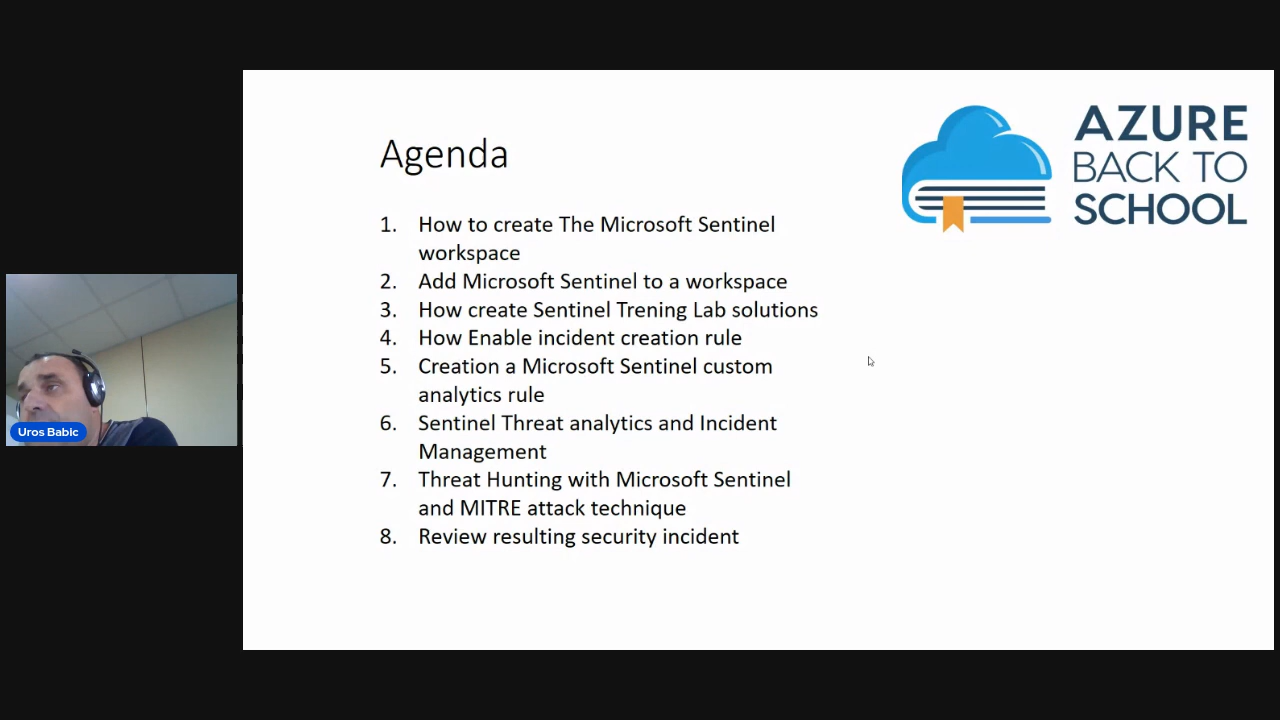 AZURE
BACK TO
SCHOOL
Agenda
1. How to create The Microsoft Sentinel
workspace
2. Add Microsoft Sentinel to a workspace
3. How create Sentinel Trening Lab solutions
4. How Enable incident creation rule
5. Creation a Microsoft Sentinel custom
analytics rule
6. Sentinel Threat analytics and Incident
Management
7. Threat Hunting with Microsoft Sentinel
and MITRE attack technique
8. Review resulting security incident
Uros Babic